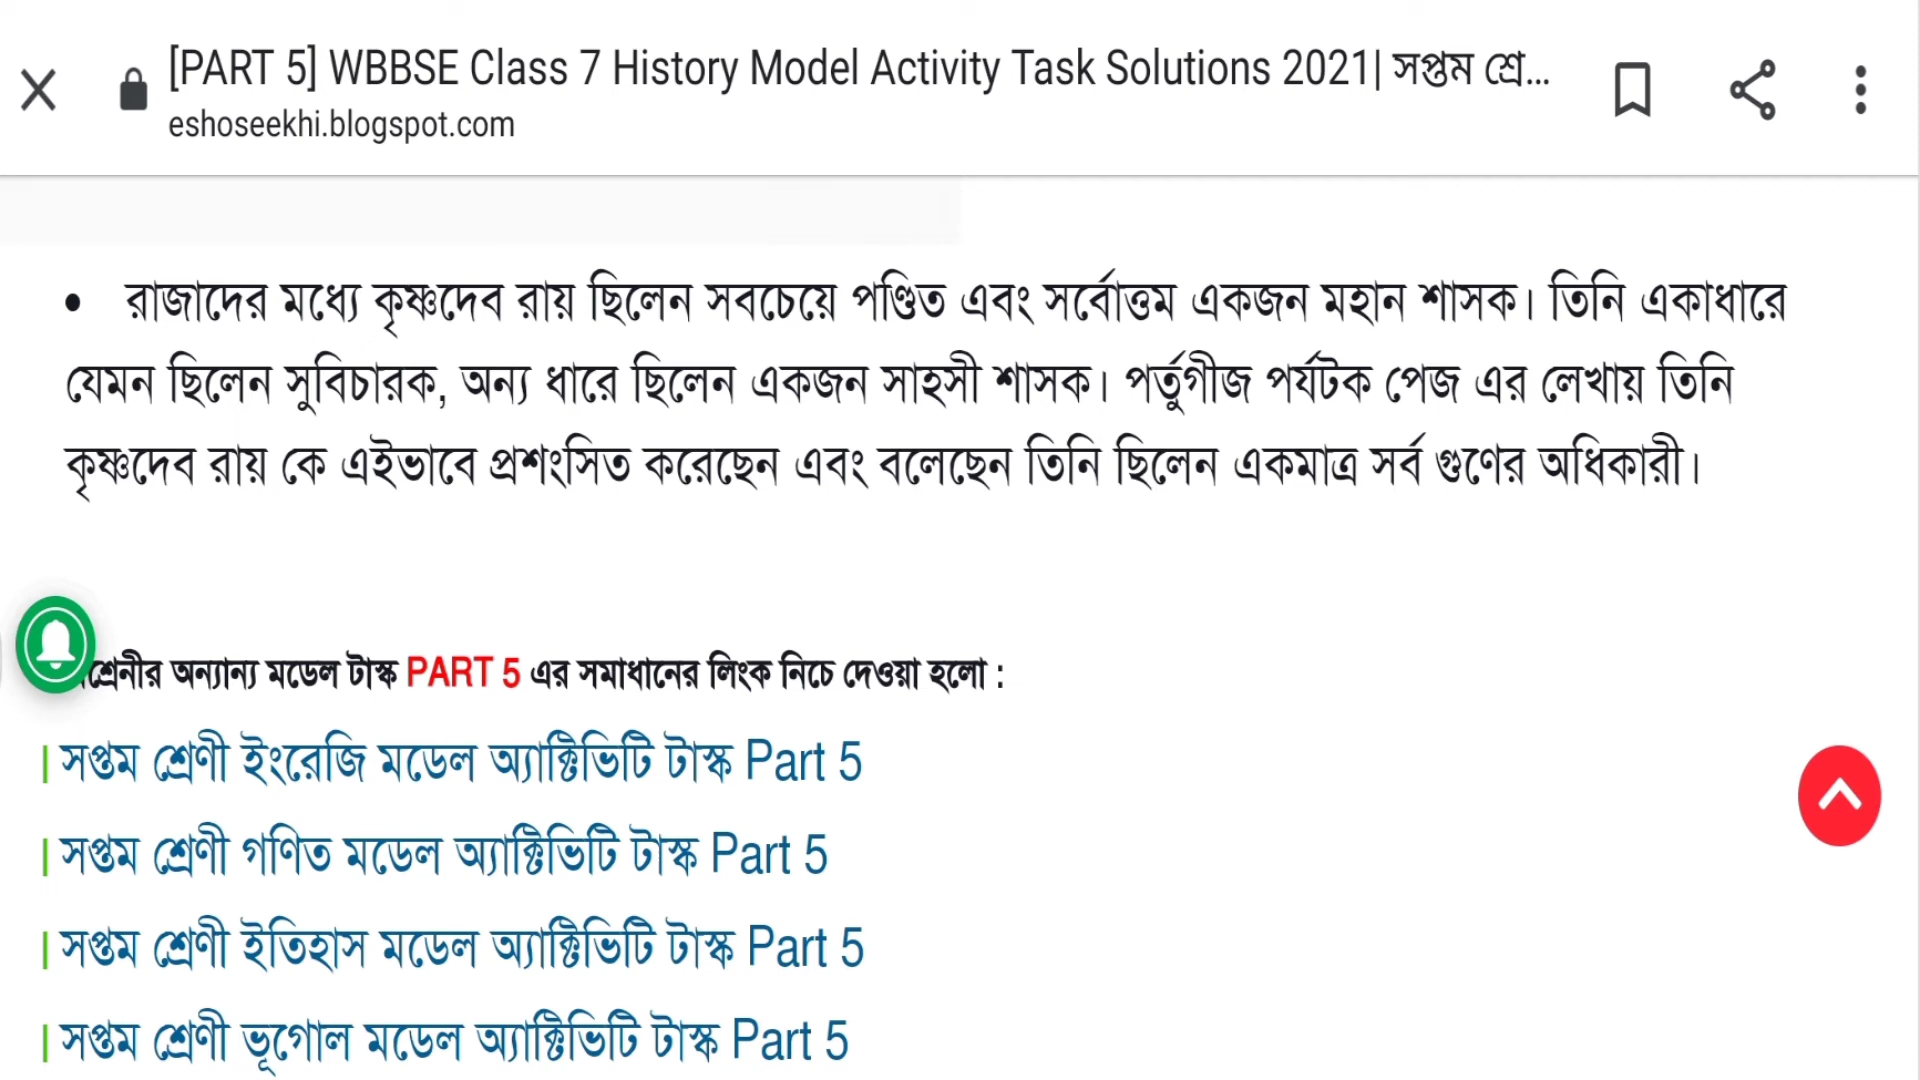 [PART 5] WBBSE Class 7 History Model Activity Task Solutions 2021| সপ্তম শ্রে...
eshoseekhi.blogspot.com
• রাজাদের মধ্যে কৃষ্ণদেব রায় ছিলেন সবচেয়ে পণ্ডিত এবং সর্বোত্তম একজন মহান শাসক। তিনি একাধারে
যেমন ছিলেন সুবিচারক, অন্য ধারে ছিলেন একজন সাহসী শাসক। পর্তুগীজ পর্যটক পেজ এর লেখায় তিনি
কৃষ্ণদেব রায় কে এইভাবে প্রশংসিত করেছেন এবং বলেছেন তিনি ছিলেন একমাত্র সর্ব গুণের অধিকারী।
শ্রেনীর অন্যান্য মডেল টাস্ক PART 5 এর সমাধানের লিংক নিচে দেওয়া হলো :
| সপ্তম শ্রেণী ইংরেজি মডেল অ্যাক্টিভিটি টাস্ক Part 5
| সপ্তম শ্রেণী গণিত মডেল অ্যাক্টিভিটি টাস্ক Part 5
| সপ্তম শ্রেণী ইতিহাস মডেল অ্যাক্টিভিটি টাস্ক Part 5
| সপ্তম শ্রেণী ভূগোল মডেল অ্যাক্টিভিটি টাস্ক Part 5